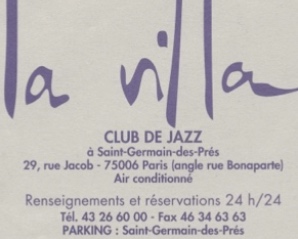 la villa
CLUB DE JAZZ
à Saint-Germain-des-Prés
29, rue Jacob - 75006 Paris (angle rue Bonaparte)
Air conditionné
Renseignements et réservations 24 h/24
Tél. 43 26 60 00 - Fax 46 34 63 63
PARKING : Saint-Germain-des-Prés